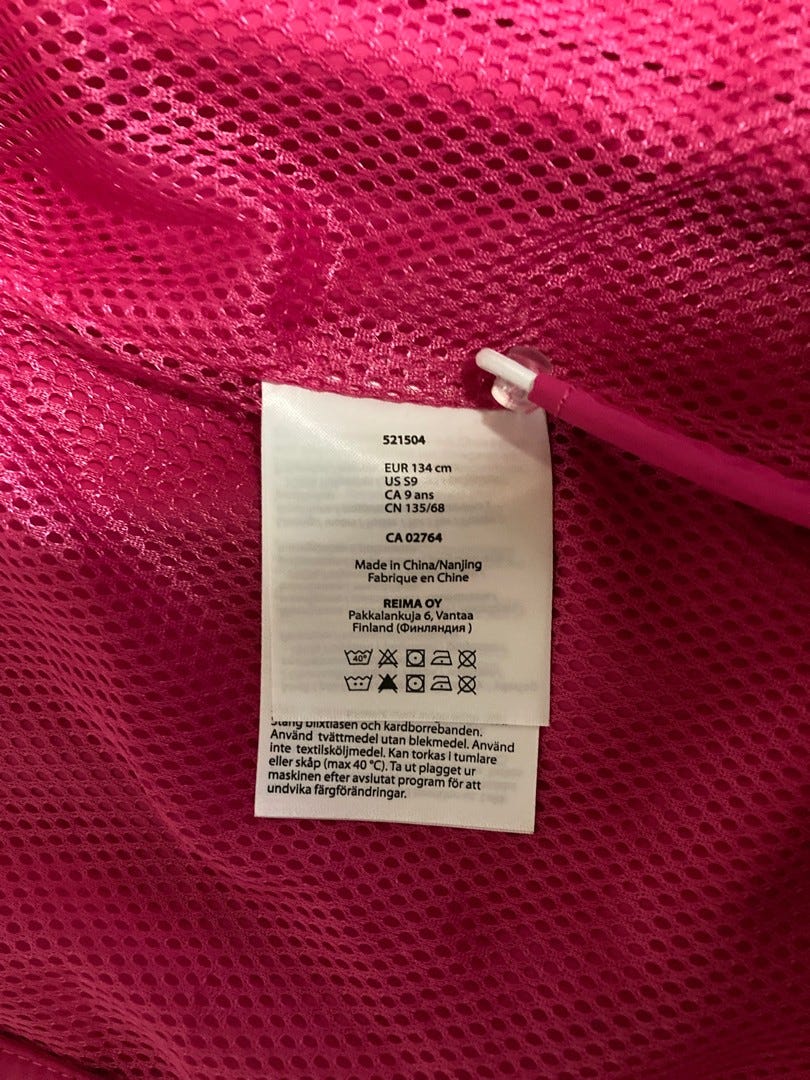 521504
EUR 134 cm
US S9
CA 9 ans
CN 135/68
CA 02764
Made in China/Nanjing
Fabrique en Chine
REIMA OY
Pakkalankuja 6, Vantaa
Finland (Финляндия )
40°
Stäng blixtlåsen och kardborrebanden.
Använd tvättmedel utan blekmedel. Använd
inte textilsköljmedel. Kan torkas i tumlare
eller skåp (max 40 °C). Ta ut plagget ur
maskinen efter avslutat program för att
undvika färgförändringar.